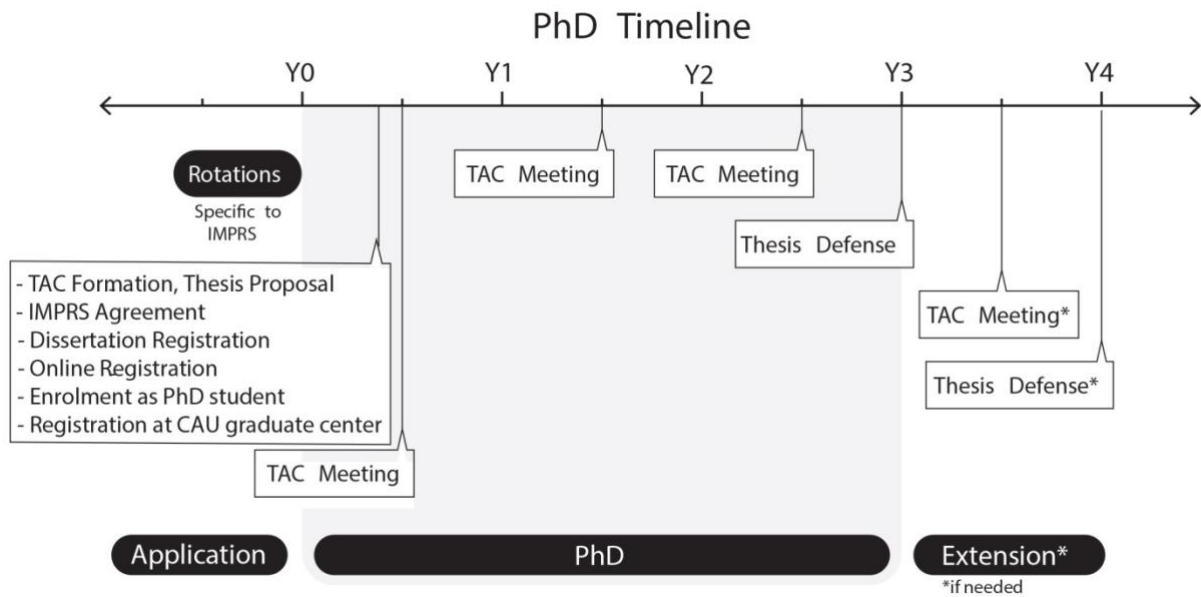 PhD Timeline
Y0 Y1 Y2 Y3 Y4
Rotations
Specific to
IMPRS
TAC Meeting
TAC Meeting
Thesis Defense
- TAC Formation, Thesis Proposal
- IMPRS Agreement
- Dissertation Registration
- Online Registration
- Enrolment as PhD student
- Registration at CAU graduate center
TAC Meeting*
Thesis Defense*
TAC Meeting
Application
PhD
Extension*
*if needed